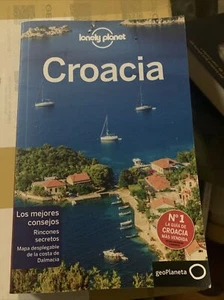 lonely planet
Croacia
Los mejores
consejos
Rincones
secretos
Mapa desplegable
de la costa de
Dalmacia
Nº1
LA GUÍA DE
CROACIA
MÁS VENDIDA
geoPlaneta